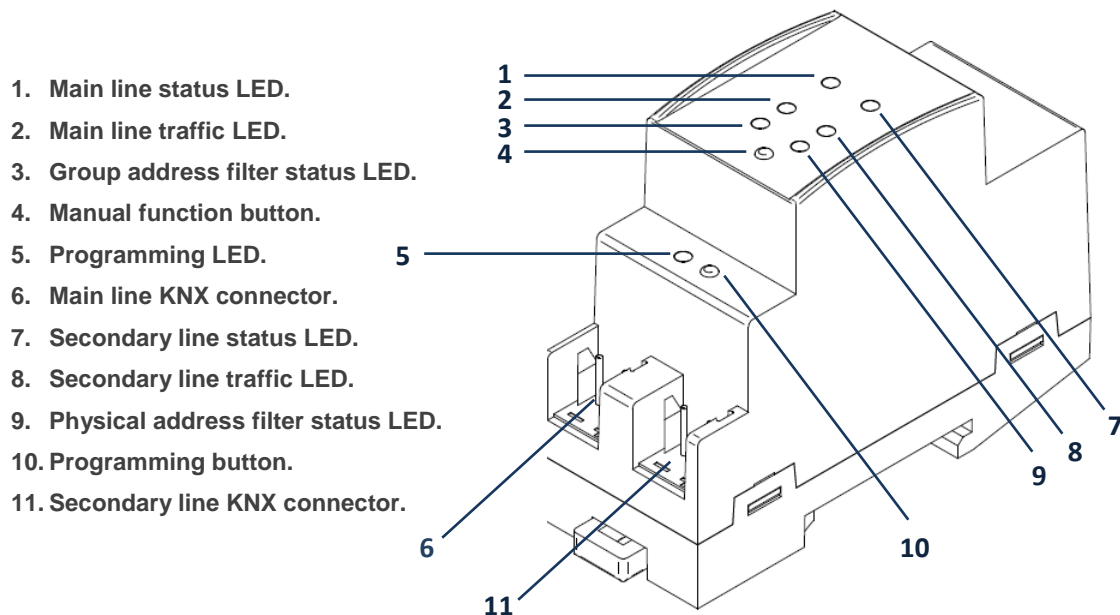 1. Main line status LED.
2. Main line traffic LED.
3. Group address filter status LED.
4. Manual function button.
5. Programming LED.
6. Main line KNX connector.
7. Secondary line status LED.
8. Secondary line traffic LED.
9. Physical address filter status LED.
10. Programming button.
11. Secondary line KNX connector.
1
2
3
4
5
6
11
10
9
8
7